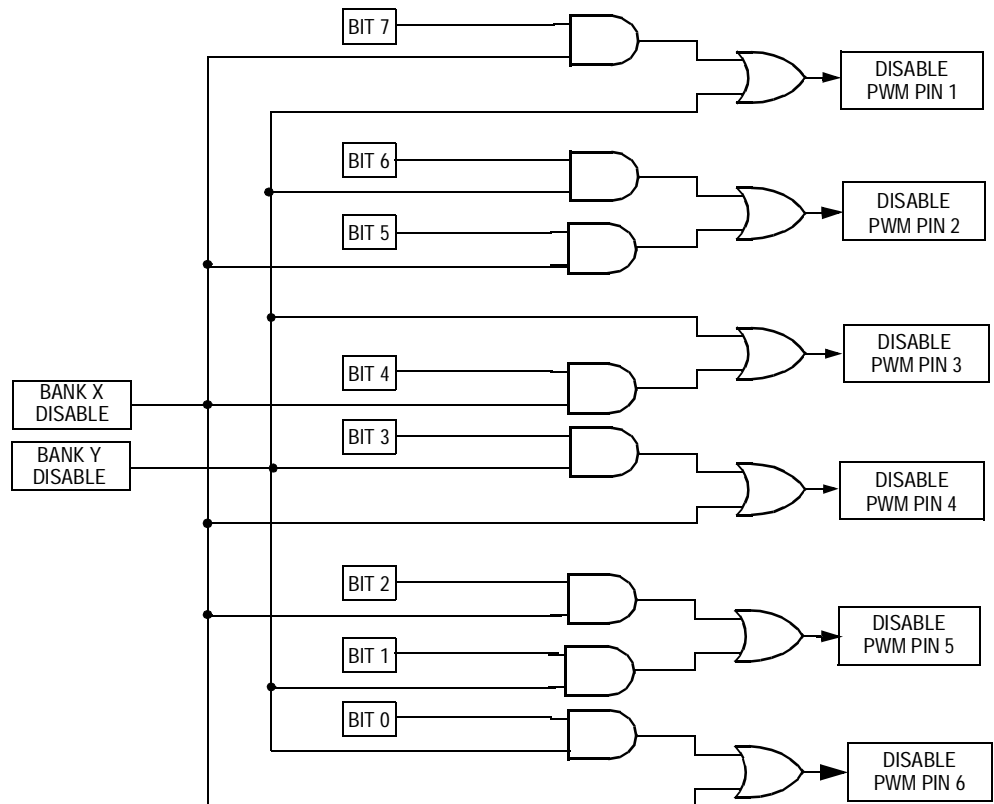 BIT 7
DISABLE
PWM PIN 1
BIT 6
DISABLE
PWM PIN 2
BIT 5
DISABLE
PWM PIN 3
BIT 4
BANK X
DISABLE
BIT 3
BANK Y
DISABLE
DISABLE
PWM PIN 4
BIT 2
DISABLE
PWM PIN 5
BIT 1
BIT 0
DISABLE
PWM PIN 6